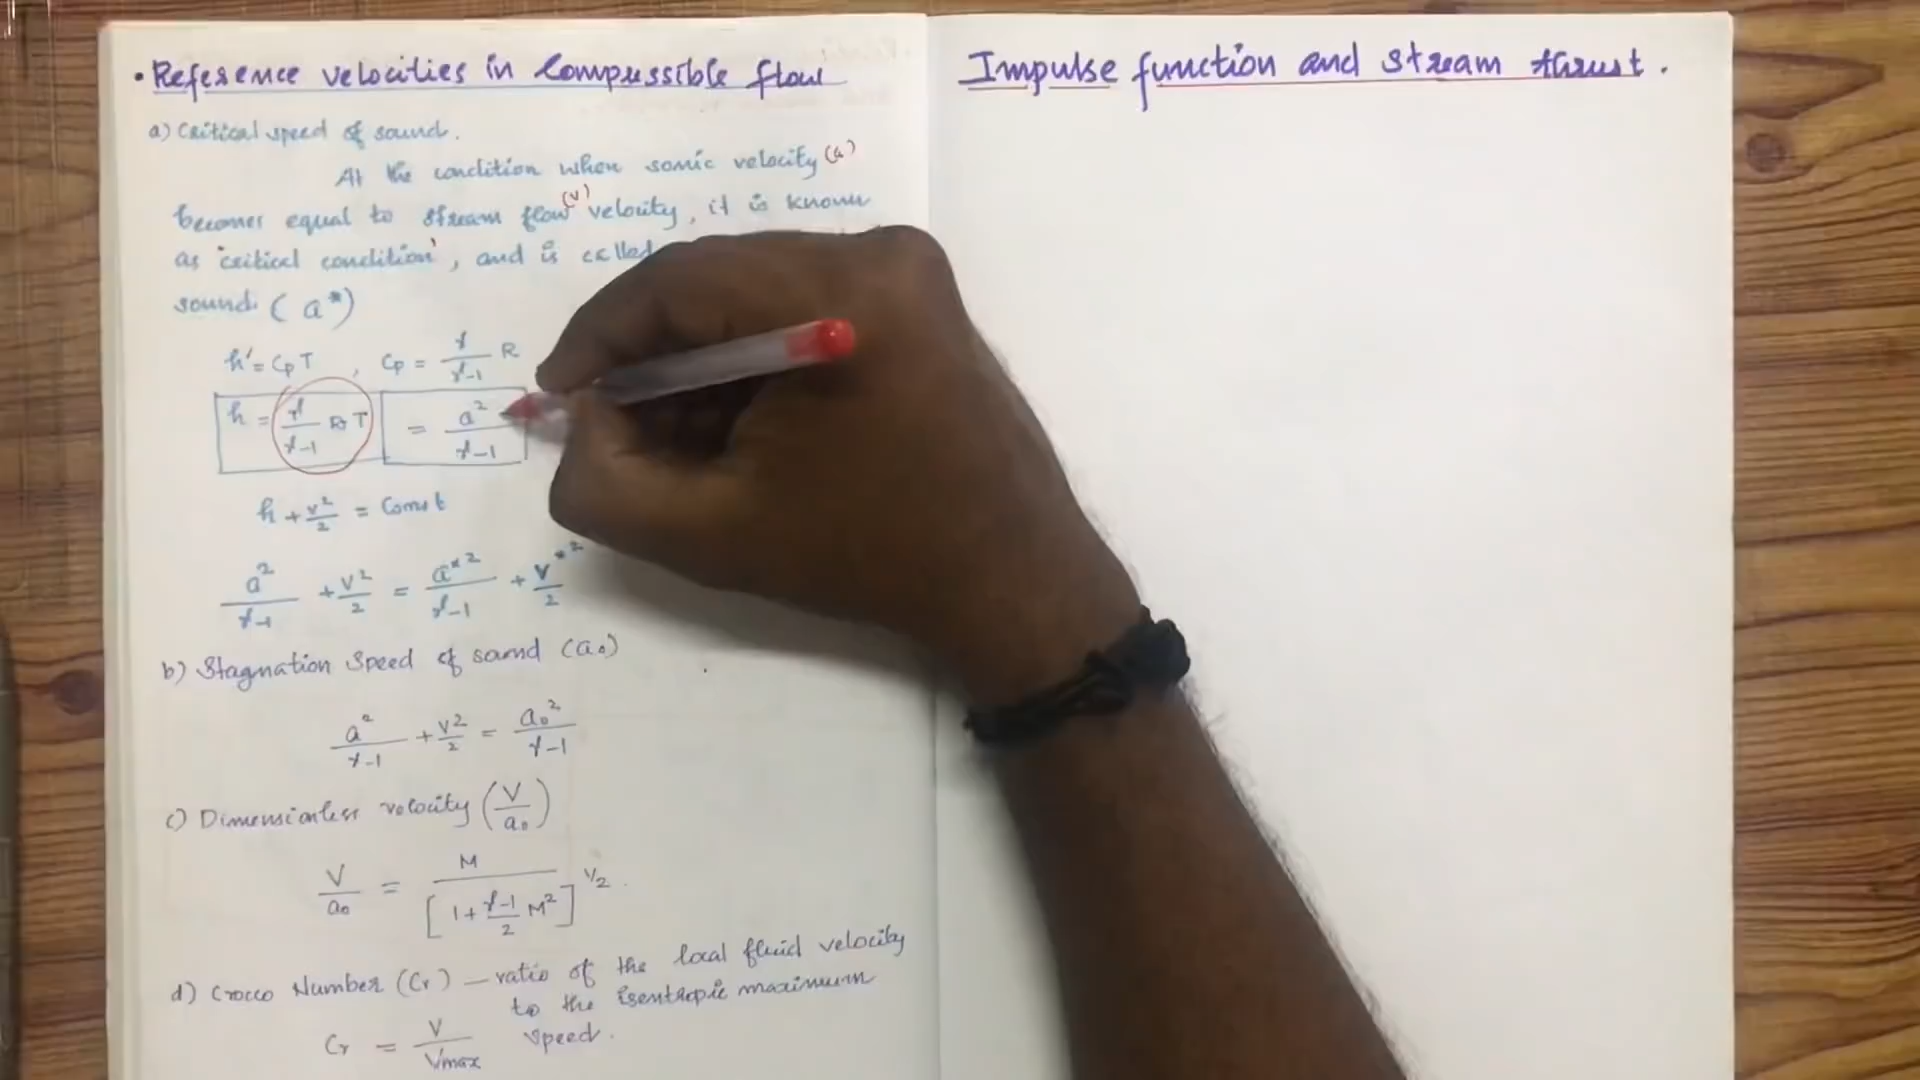 • Reference velocities in Compressible flow
a) Critical speed of sound.
At the condition when sonic velocity (a)
becomes equal to stream flow (v) velocity, it is known
as 'critical condition', and is called
sound. (a*)
h = CpT , Cp = γ/(γ-1) R
h = γ/(γ-1) RT = a²/(γ-1)
h + v²/2 = Const
a²/(γ-1) + v²/2 = a*²/(γ-1) + v*²/2
b) Stagnation Speed of sound (a₀)
a²/(γ-1) + v²/2 = a₀²/(γ-1)
c) Dimensionless velocity (V/a₀)
V/a₀ = M/[1 + (γ-1)/2 M²]^1/2.
d) Crocco Number (Cr) – ratio of the local fluid velocity
to the isentropic maximum
speed.
Cr = V/Vmax
Impulse function and stream thrust.